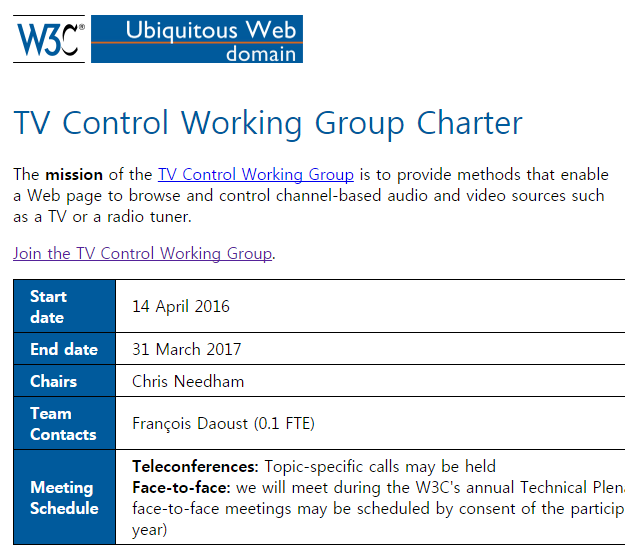 W3C® Ubiquitous Web
domain
TV Control Working Group Charter
The mission of the TV Control Working Group is to provide methods that enable
a Web page to browse and control channel-based audio and video sources such
as a TV or a radio tuner.
Join the TV Control Working Group.
Start
date
14 April 2016
End date
31 March 2017
Chairs
Chris Needham
Team
Contacts
François Daoust (0.1 FTE)
Meeting
Schedule
Teleconferences: Topic-specific calls may be held
Face-to-face: we will meet during the W3C's annual Technical Plen
face-to-face meetings may be scheduled by consent of the particip
year)